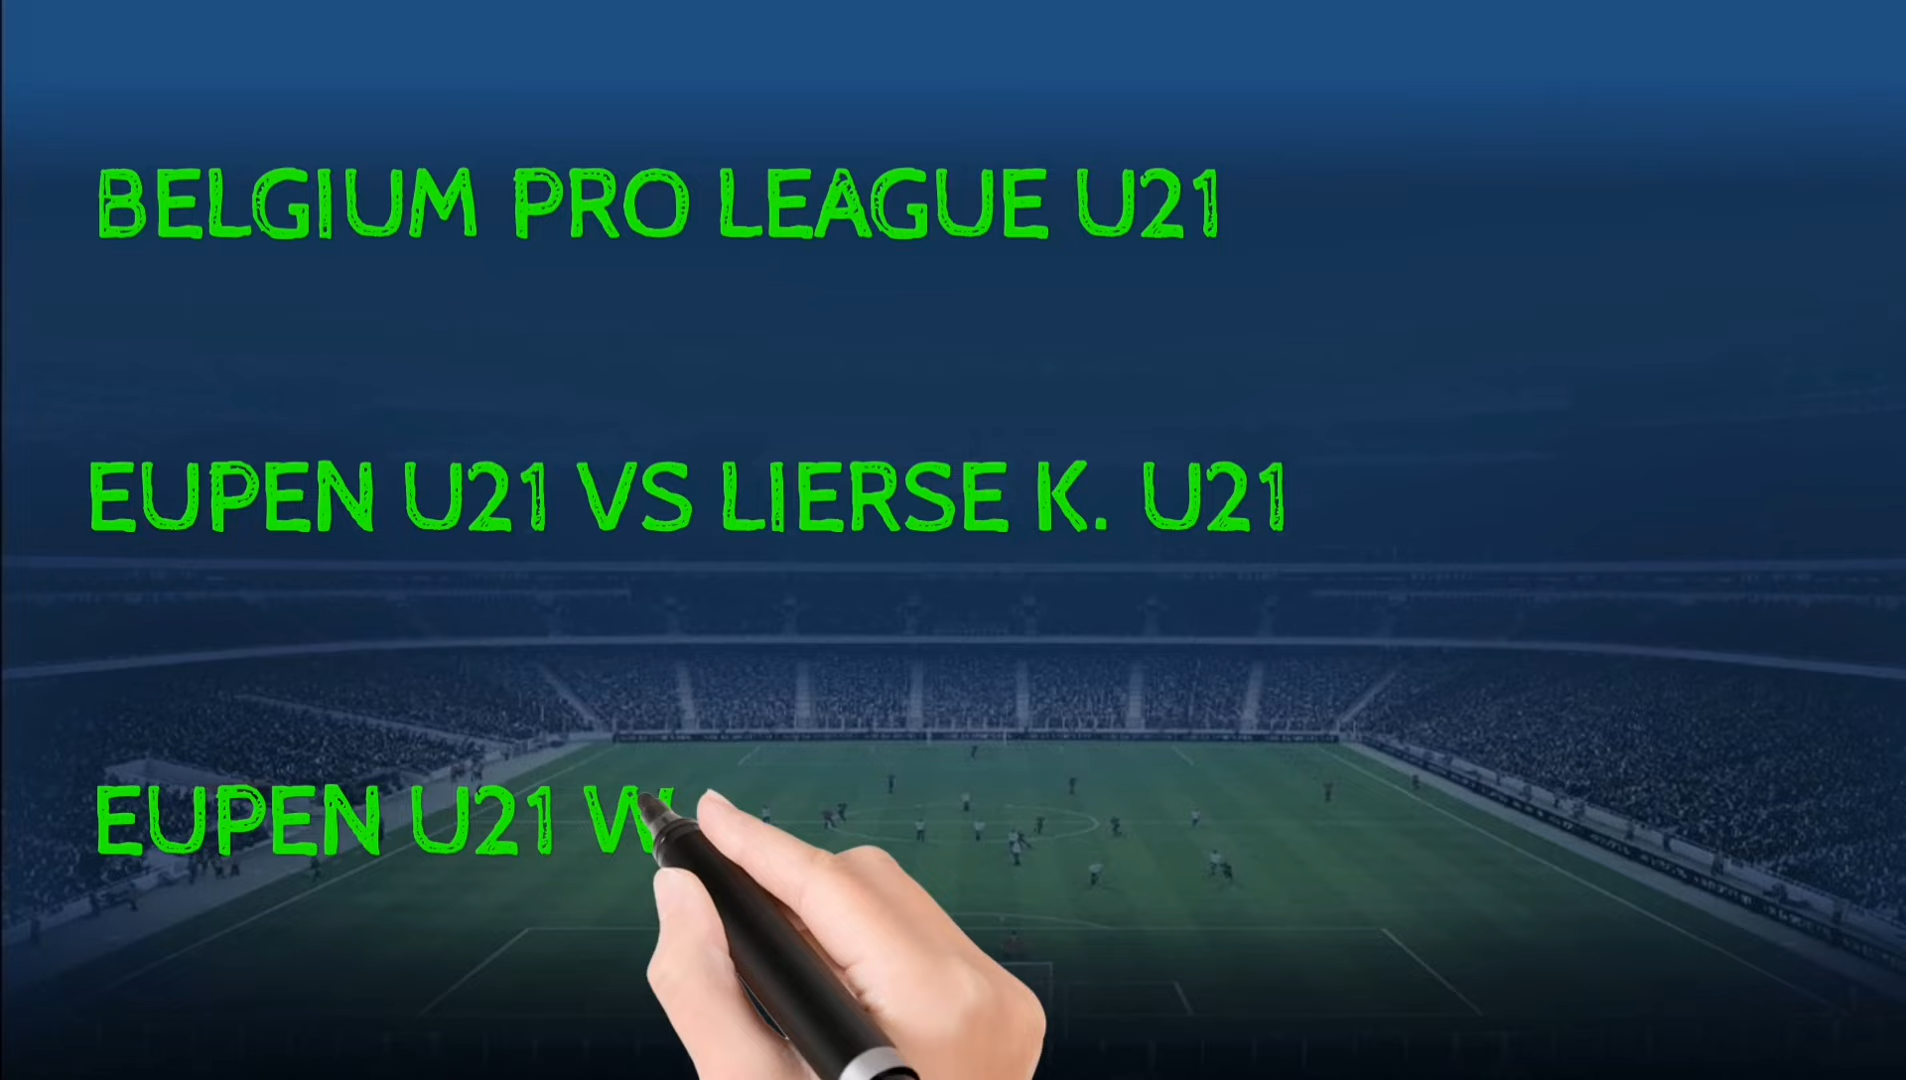 BELGIUM PRO LEAGUE U21
EUPEN U21 VS LIERSE K. U21
EUPEN U21 W